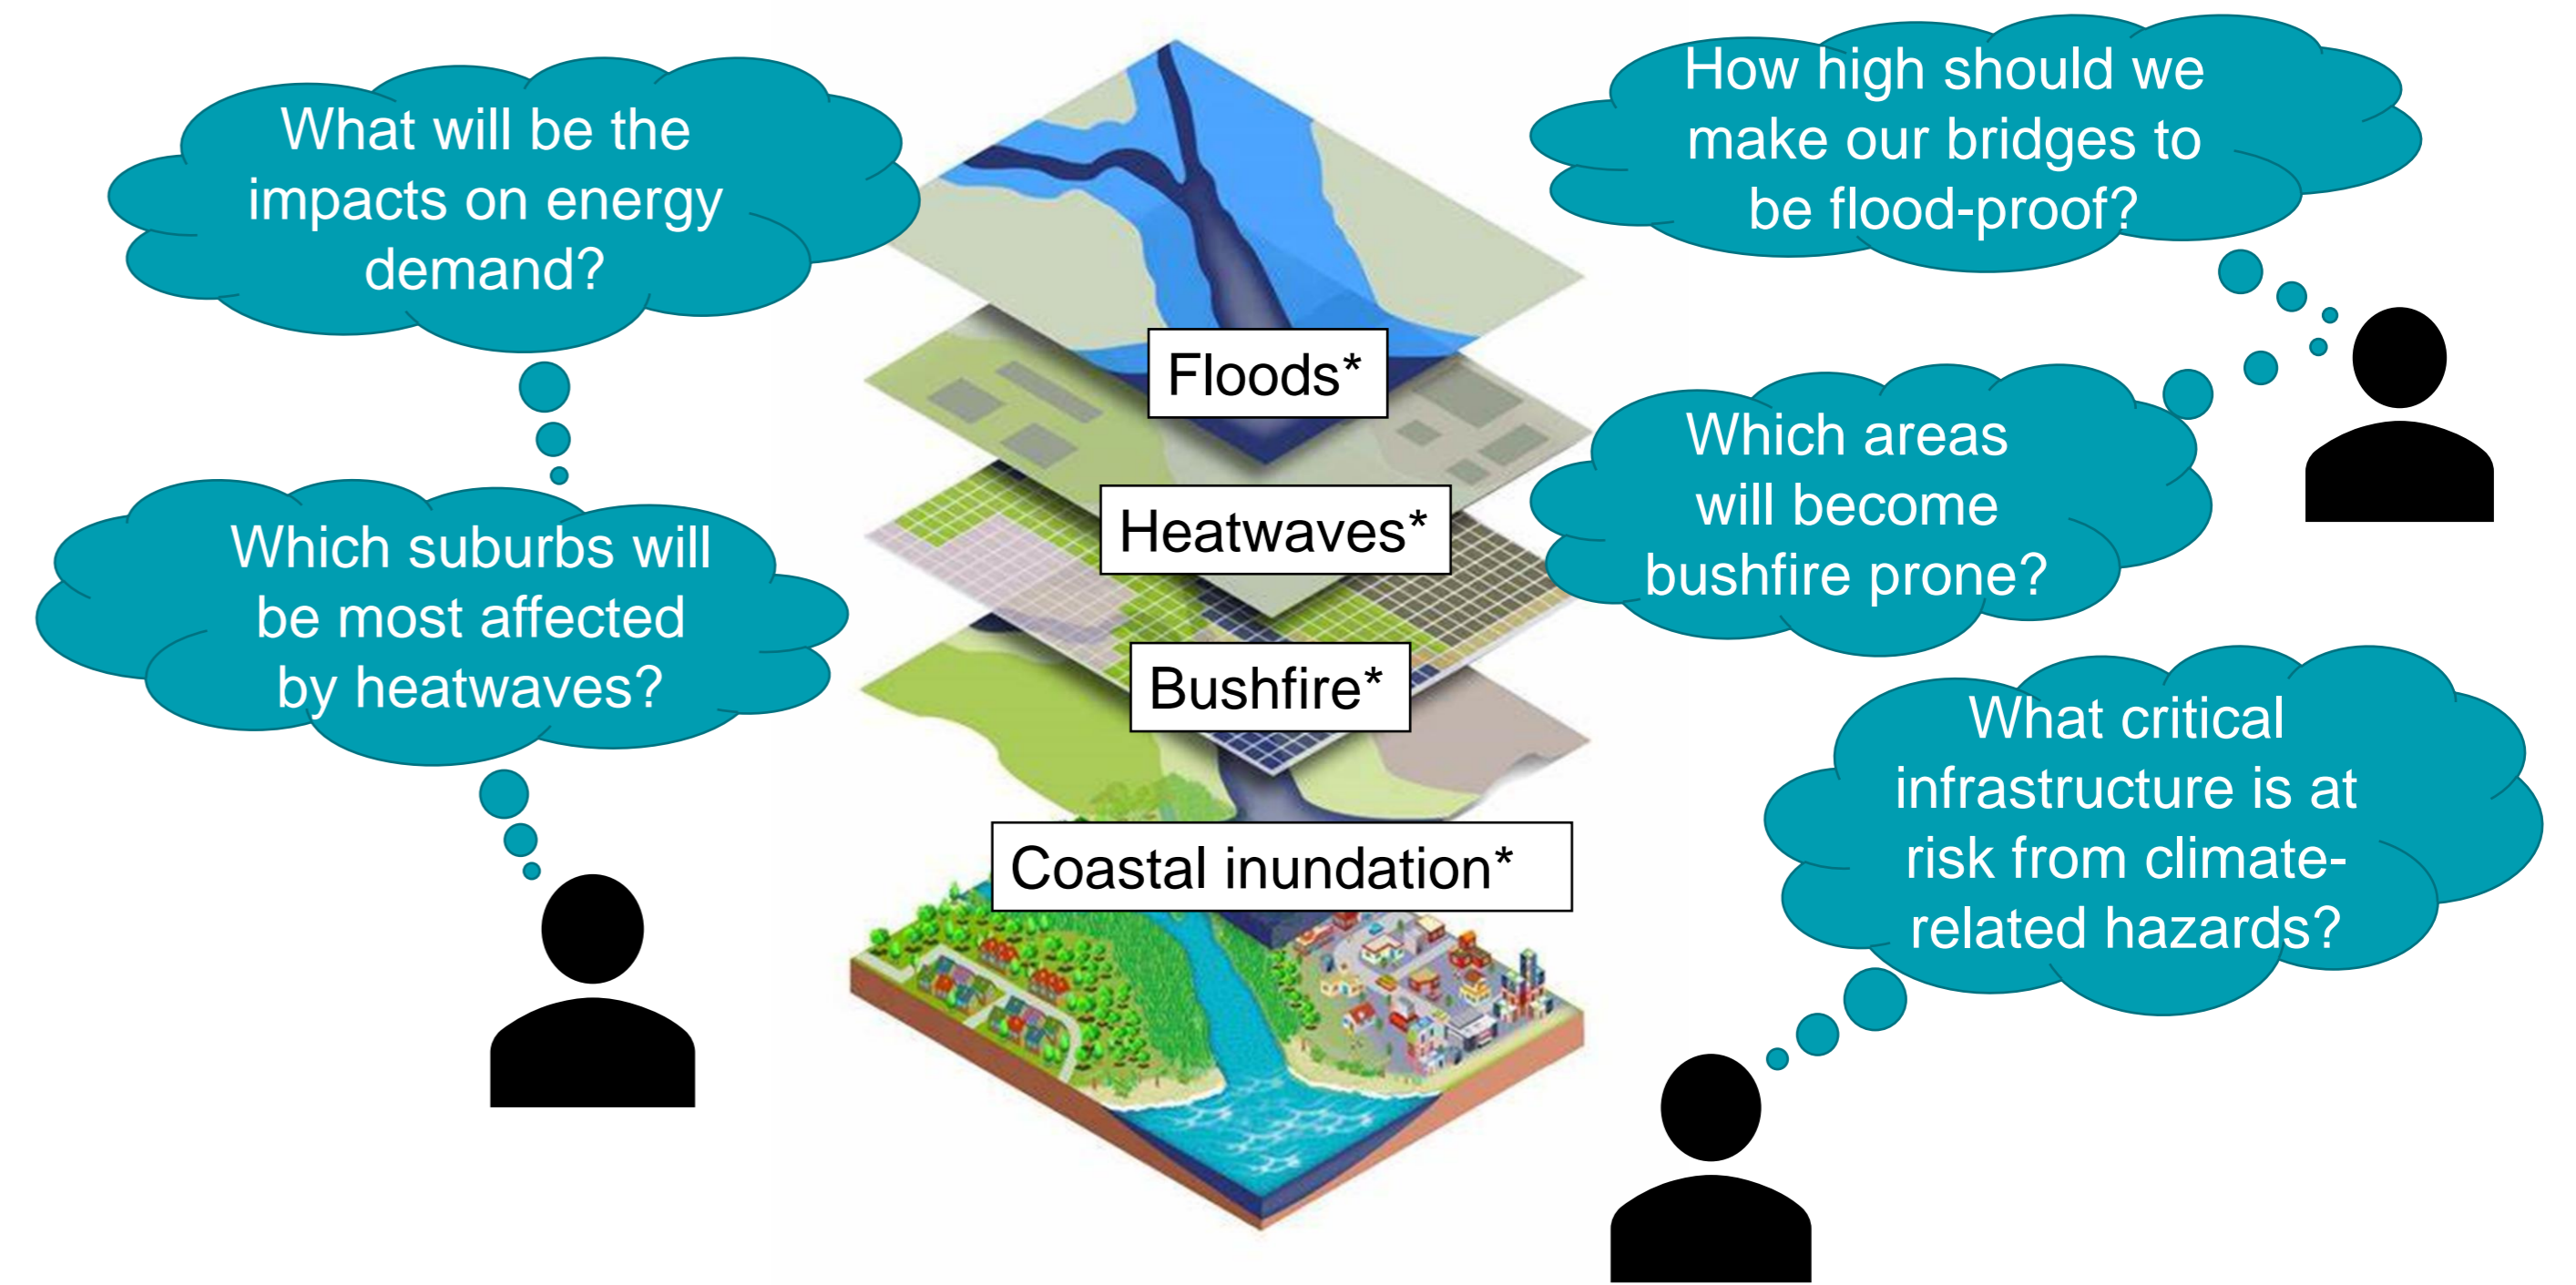 What will be the
impacts on energy
demand?
Which suburbs will
be most affected
by heatwaves?
Floods*
Heatwaves*
Bushfire*
Coastal inundation*
How high should we
make our bridges to
be flood-proof?
Which areas
will become
bushfire prone?
What critical
infrastructure is at
risk from climate-
related hazards?